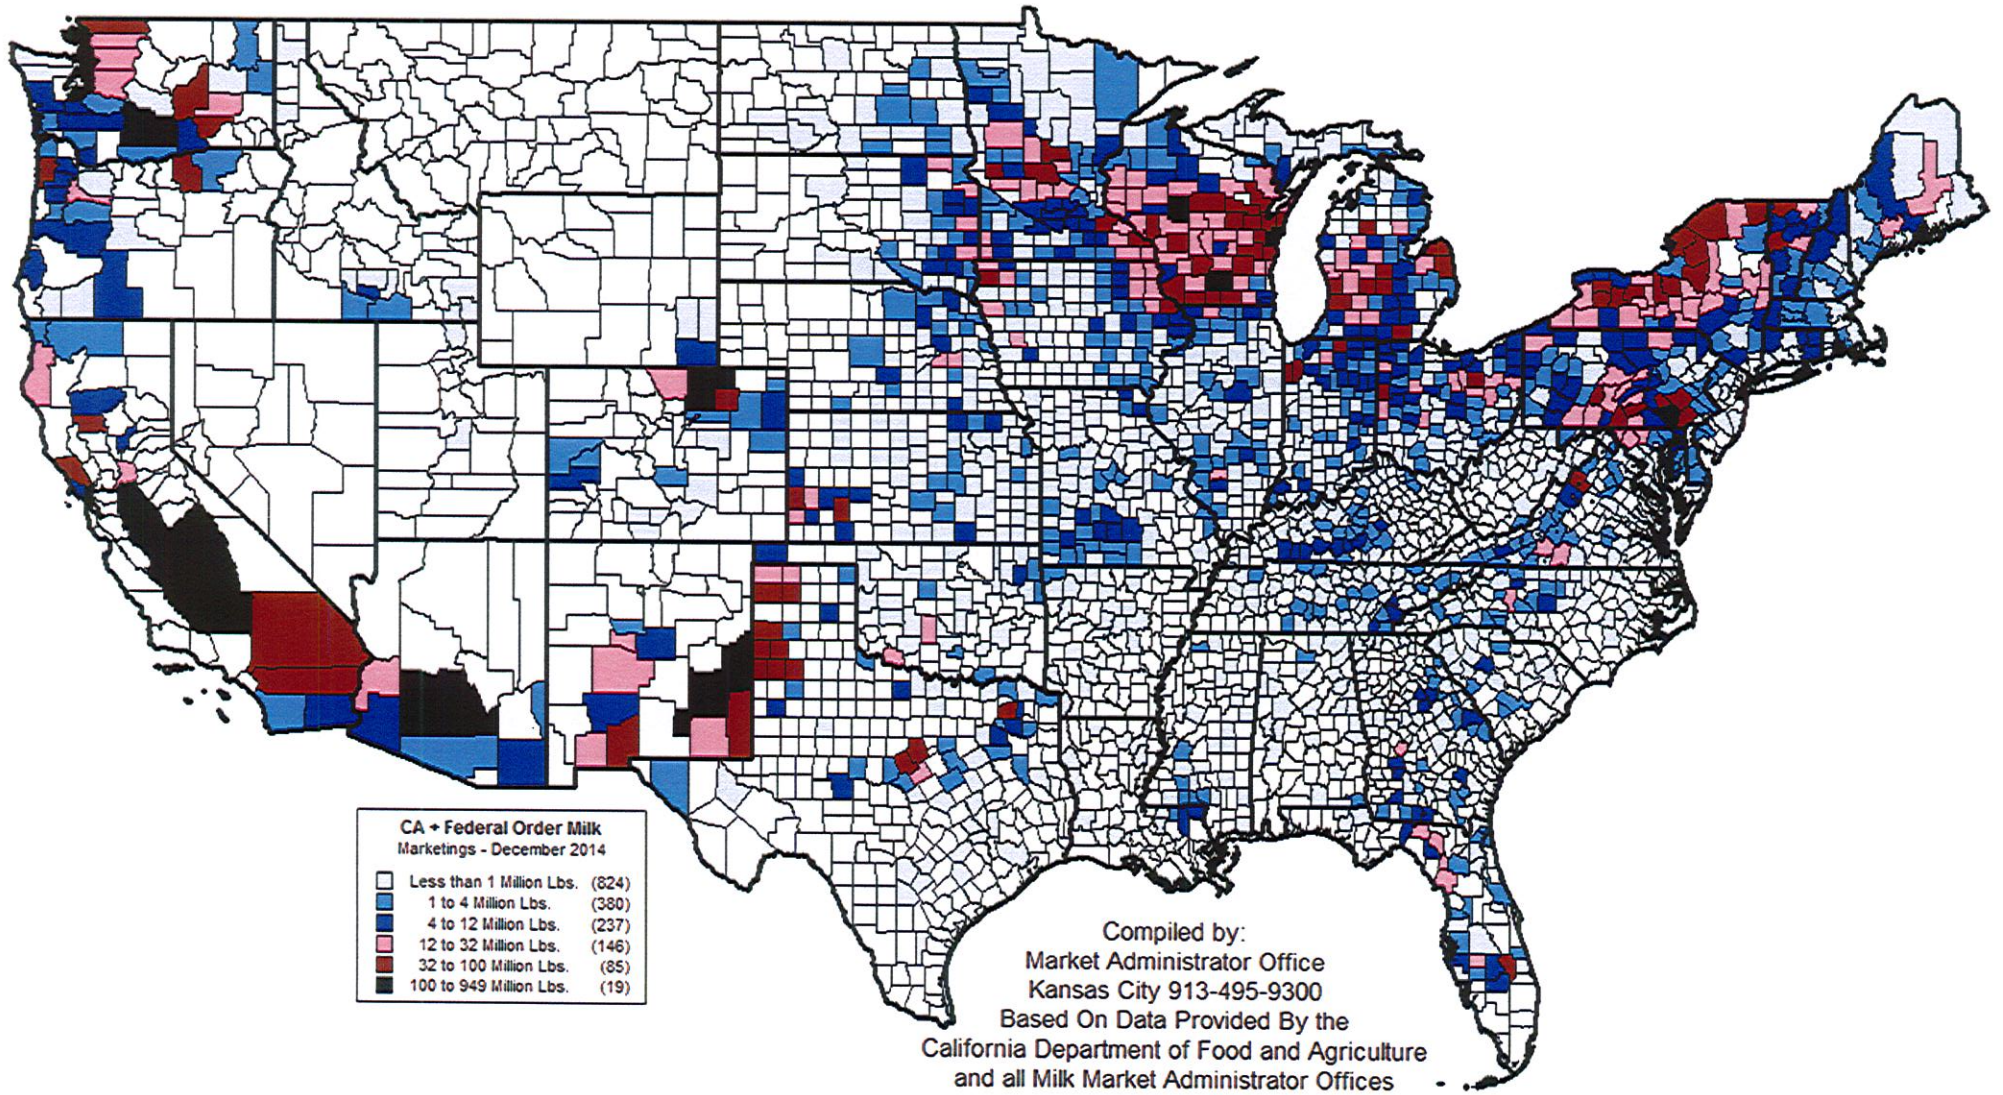 CA + Federal Order Milk
Marketings - December 2014
Less than 1 Million Lbs. (824)
1 to 4 Million Lbs. (380)
4 to 12 Million Lbs. (237)
12 to 32 Million Lbs. (146)
32 to 100 Million Lbs. (85)
100 to 949 Million Lbs. (19)
Compiled by:
Market Administrator Office
Kansas City 913-495-9300
Based On Data Provided By the
California Department of Food and Agriculture
and all Milk Market Administrator Offices